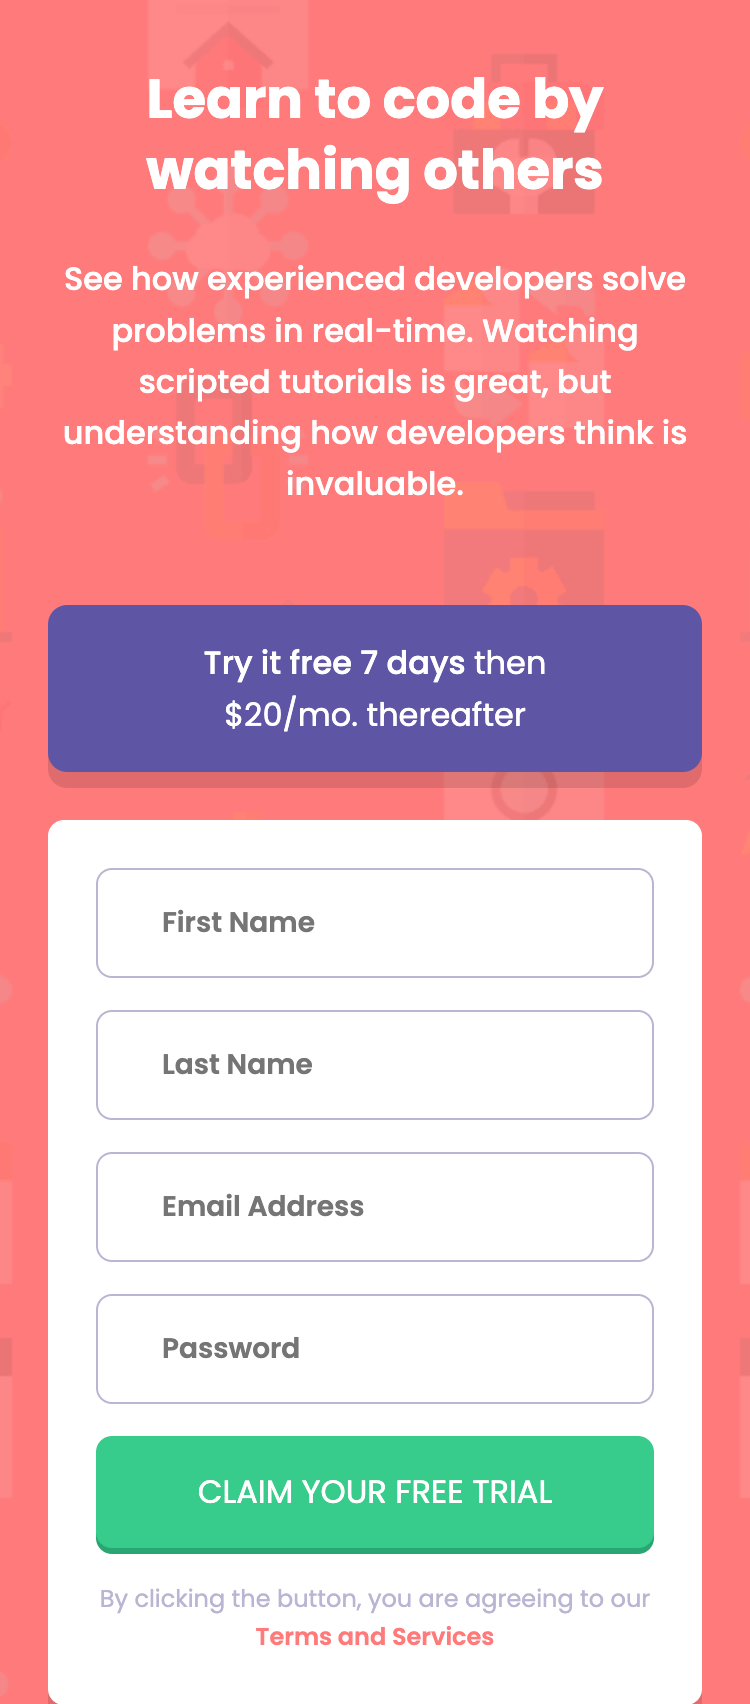 Learn to code by
watching others
See how experienced developers solve
problems in real-time. Watching
scripted tutorials is great, but
understanding how developers think is
invaluable.
Try it free 7 days then
$20/mo. thereafter
First Name
Last Name
Email Address
Password
CLAIM YOUR FREE TRIAL
By clicking the button, you are agreeing to our
Terms and Services